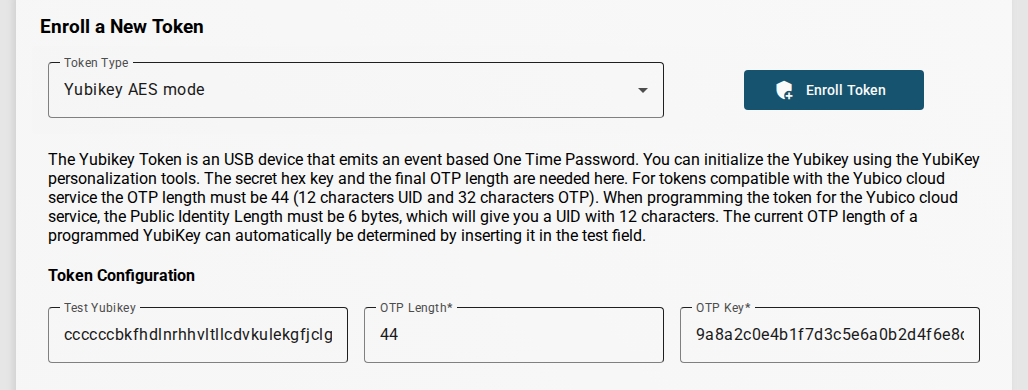 Enroll a New Token
Token Type
Yubikey AES mode
Enroll Token
The Yubikey Token is an USB device that emits an event based One Time Password. You can initialize the Yubikey using the YubiKey
personalization tools. The secret hex key and the final OTP length are needed here. For tokens compatible with the Yubico cloud
service the OTP length must be 44 (12 characters UID and 32 characters OTP). When programming the token for the Yubico cloud
service, the Public Identity Length must be 6 bytes, which will give you a UID with 12 characters. The current OTP length of a
programmed YubiKey can automatically be determined by inserting it in the test field.
Token Configuration
Test Yubikey
ccccccbkfhdlnrhhvltllcdvkulekgfjclg
OTP Length*
44
OTP Key*
9a8a2c0e4b1f7d3c5e6a0b2d4f6e8c